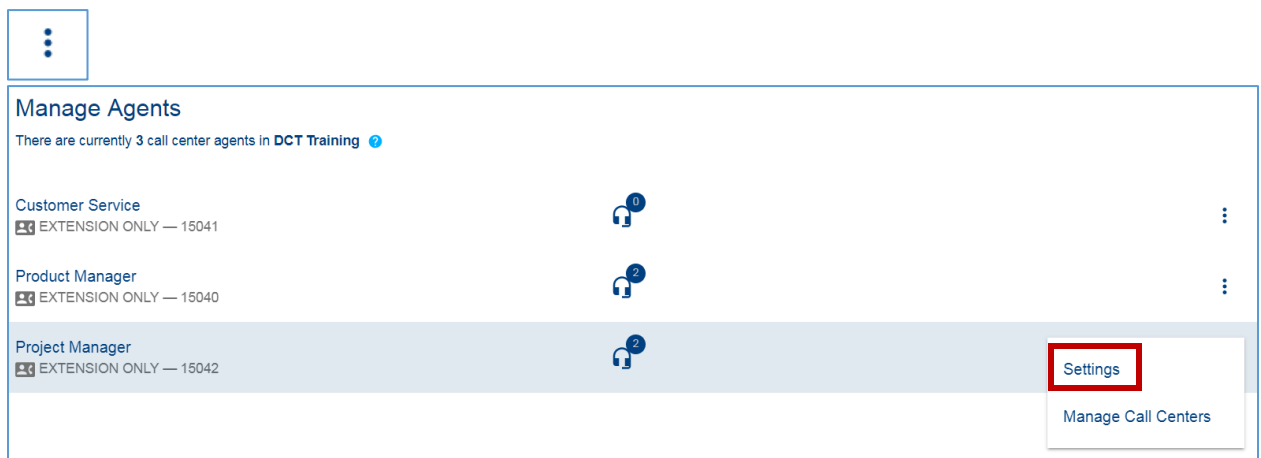 Manage Agents
There are currently 3 call center agents in DCT Training ?
Customer Service
0
EXTENSION ONLY — 15041
Product Manager
2
EXTENSION ONLY — 15040
Project Manager
2
EXTENSION ONLY — 15042
Settings
Manage Call Centers